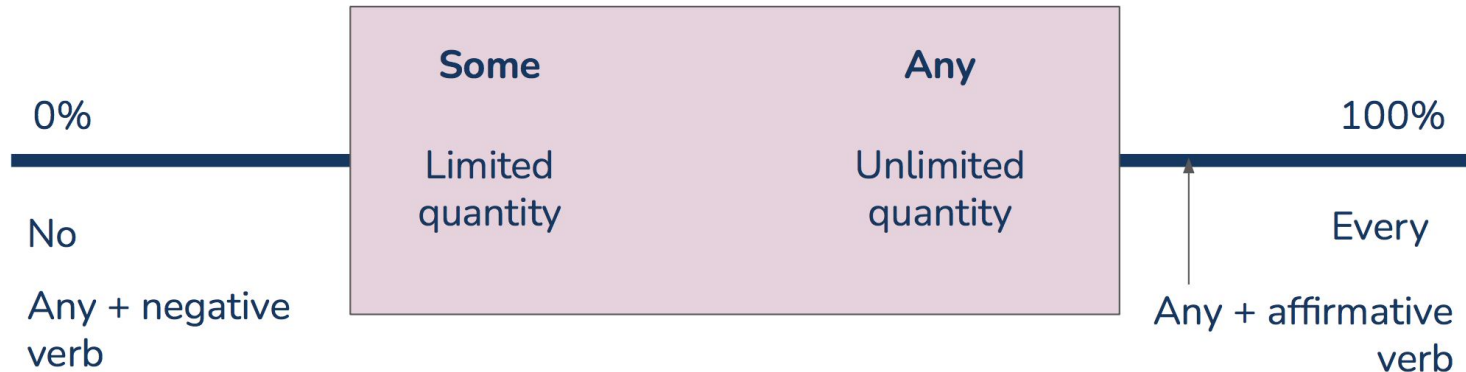 Some
Any
0%
100%
Limited
quantity
Unlimited
quantity
No
Every
Any + negative
verb
Any + affirmative
verb